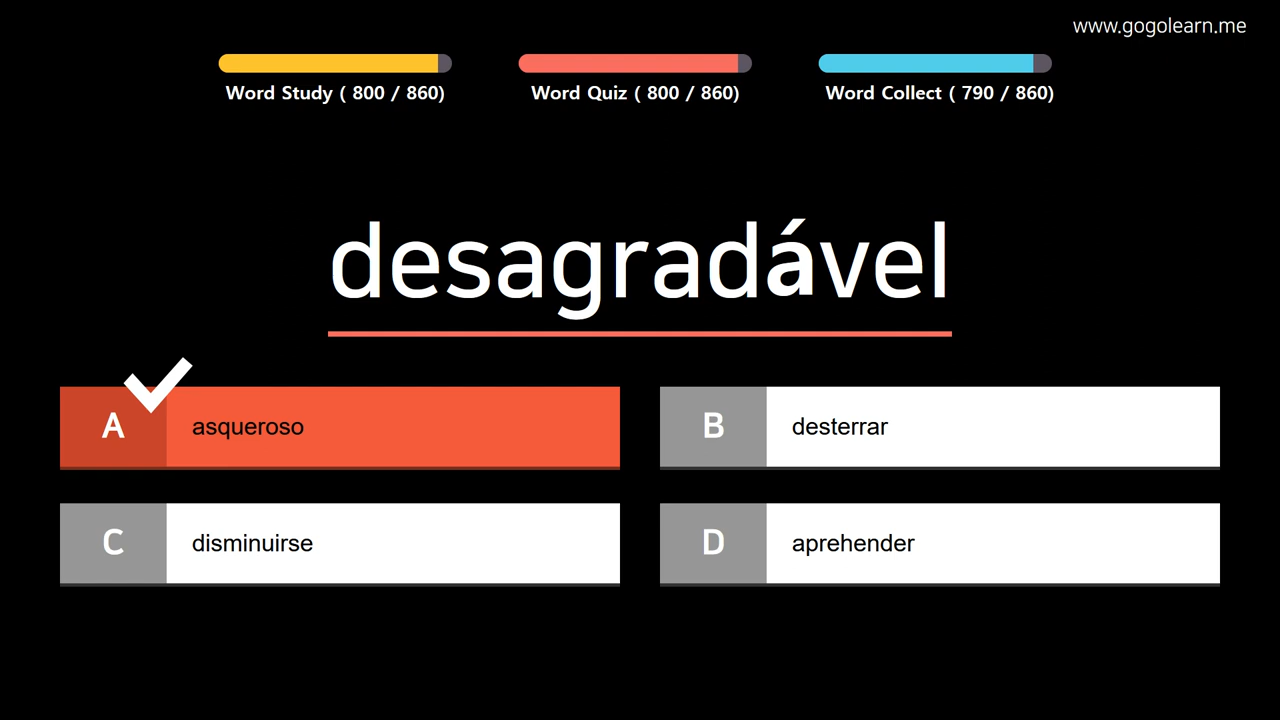 www.gogolearn.me
Word Study ( 800 / 860)
Word Quiz ( 800 / 860)
Word Collect ( 790 / 860)
desagradável
A asqueroso
B desterrar
C disminuirse
D aprehender